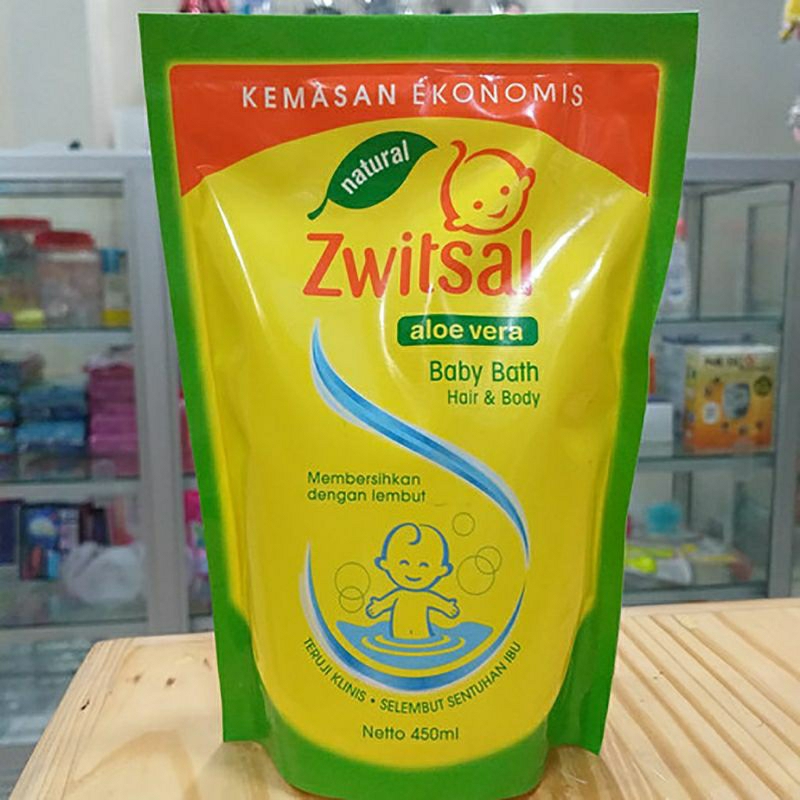 KEMASAN EKONOMIS
natural
Zwitsal
aloe vera
Baby Bath
Hair & Body
Membersihkan
dengan lembut
TERUJI KLINIS • SELEMBUT SENTUHAN IBU
Netto 450ml